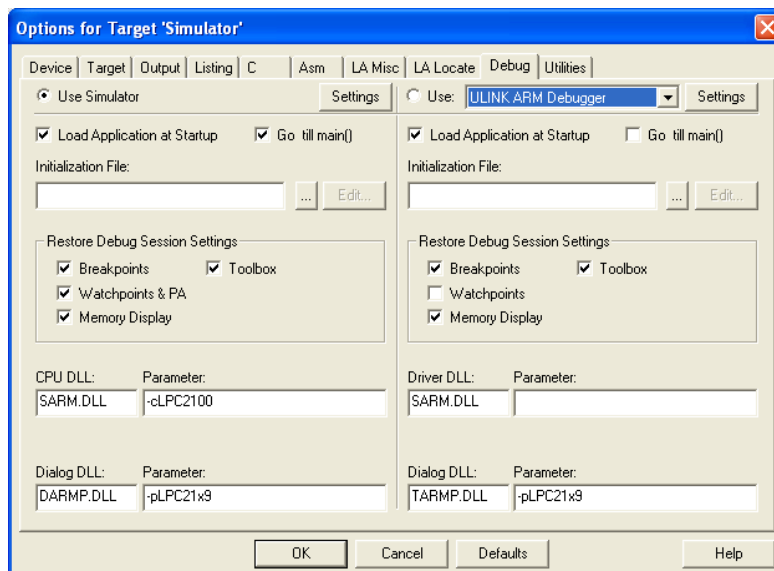 Options for Target 'Simulator'
Device Target Output Listing C Asm LA Misc LA Locate Debug Utilities
Use Simulator Settings Use: ULINK ARM Debugger Settings
Load Application at Startup Go till main() Load Application at Startup Go till main()
Initialization File: Initialization File:
... Edit... ... Edit...
Restore Debug Session Settings Restore Debug Session Settings
Breakpoints Toolbox Breakpoints Toolbox
Watchpoints & PA Watchpoints
Memory Display Memory Display
CPU DLL: Parameter: Driver DLL: Parameter:
SARM.DLL -cLPC2100 SARM.DLL
Dialog DLL: Parameter: Dialog DLL: Parameter:
DARMP.DLL -pLPC21x9 TARMP.DLL -pLPC21x9
OK Cancel Defaults Help